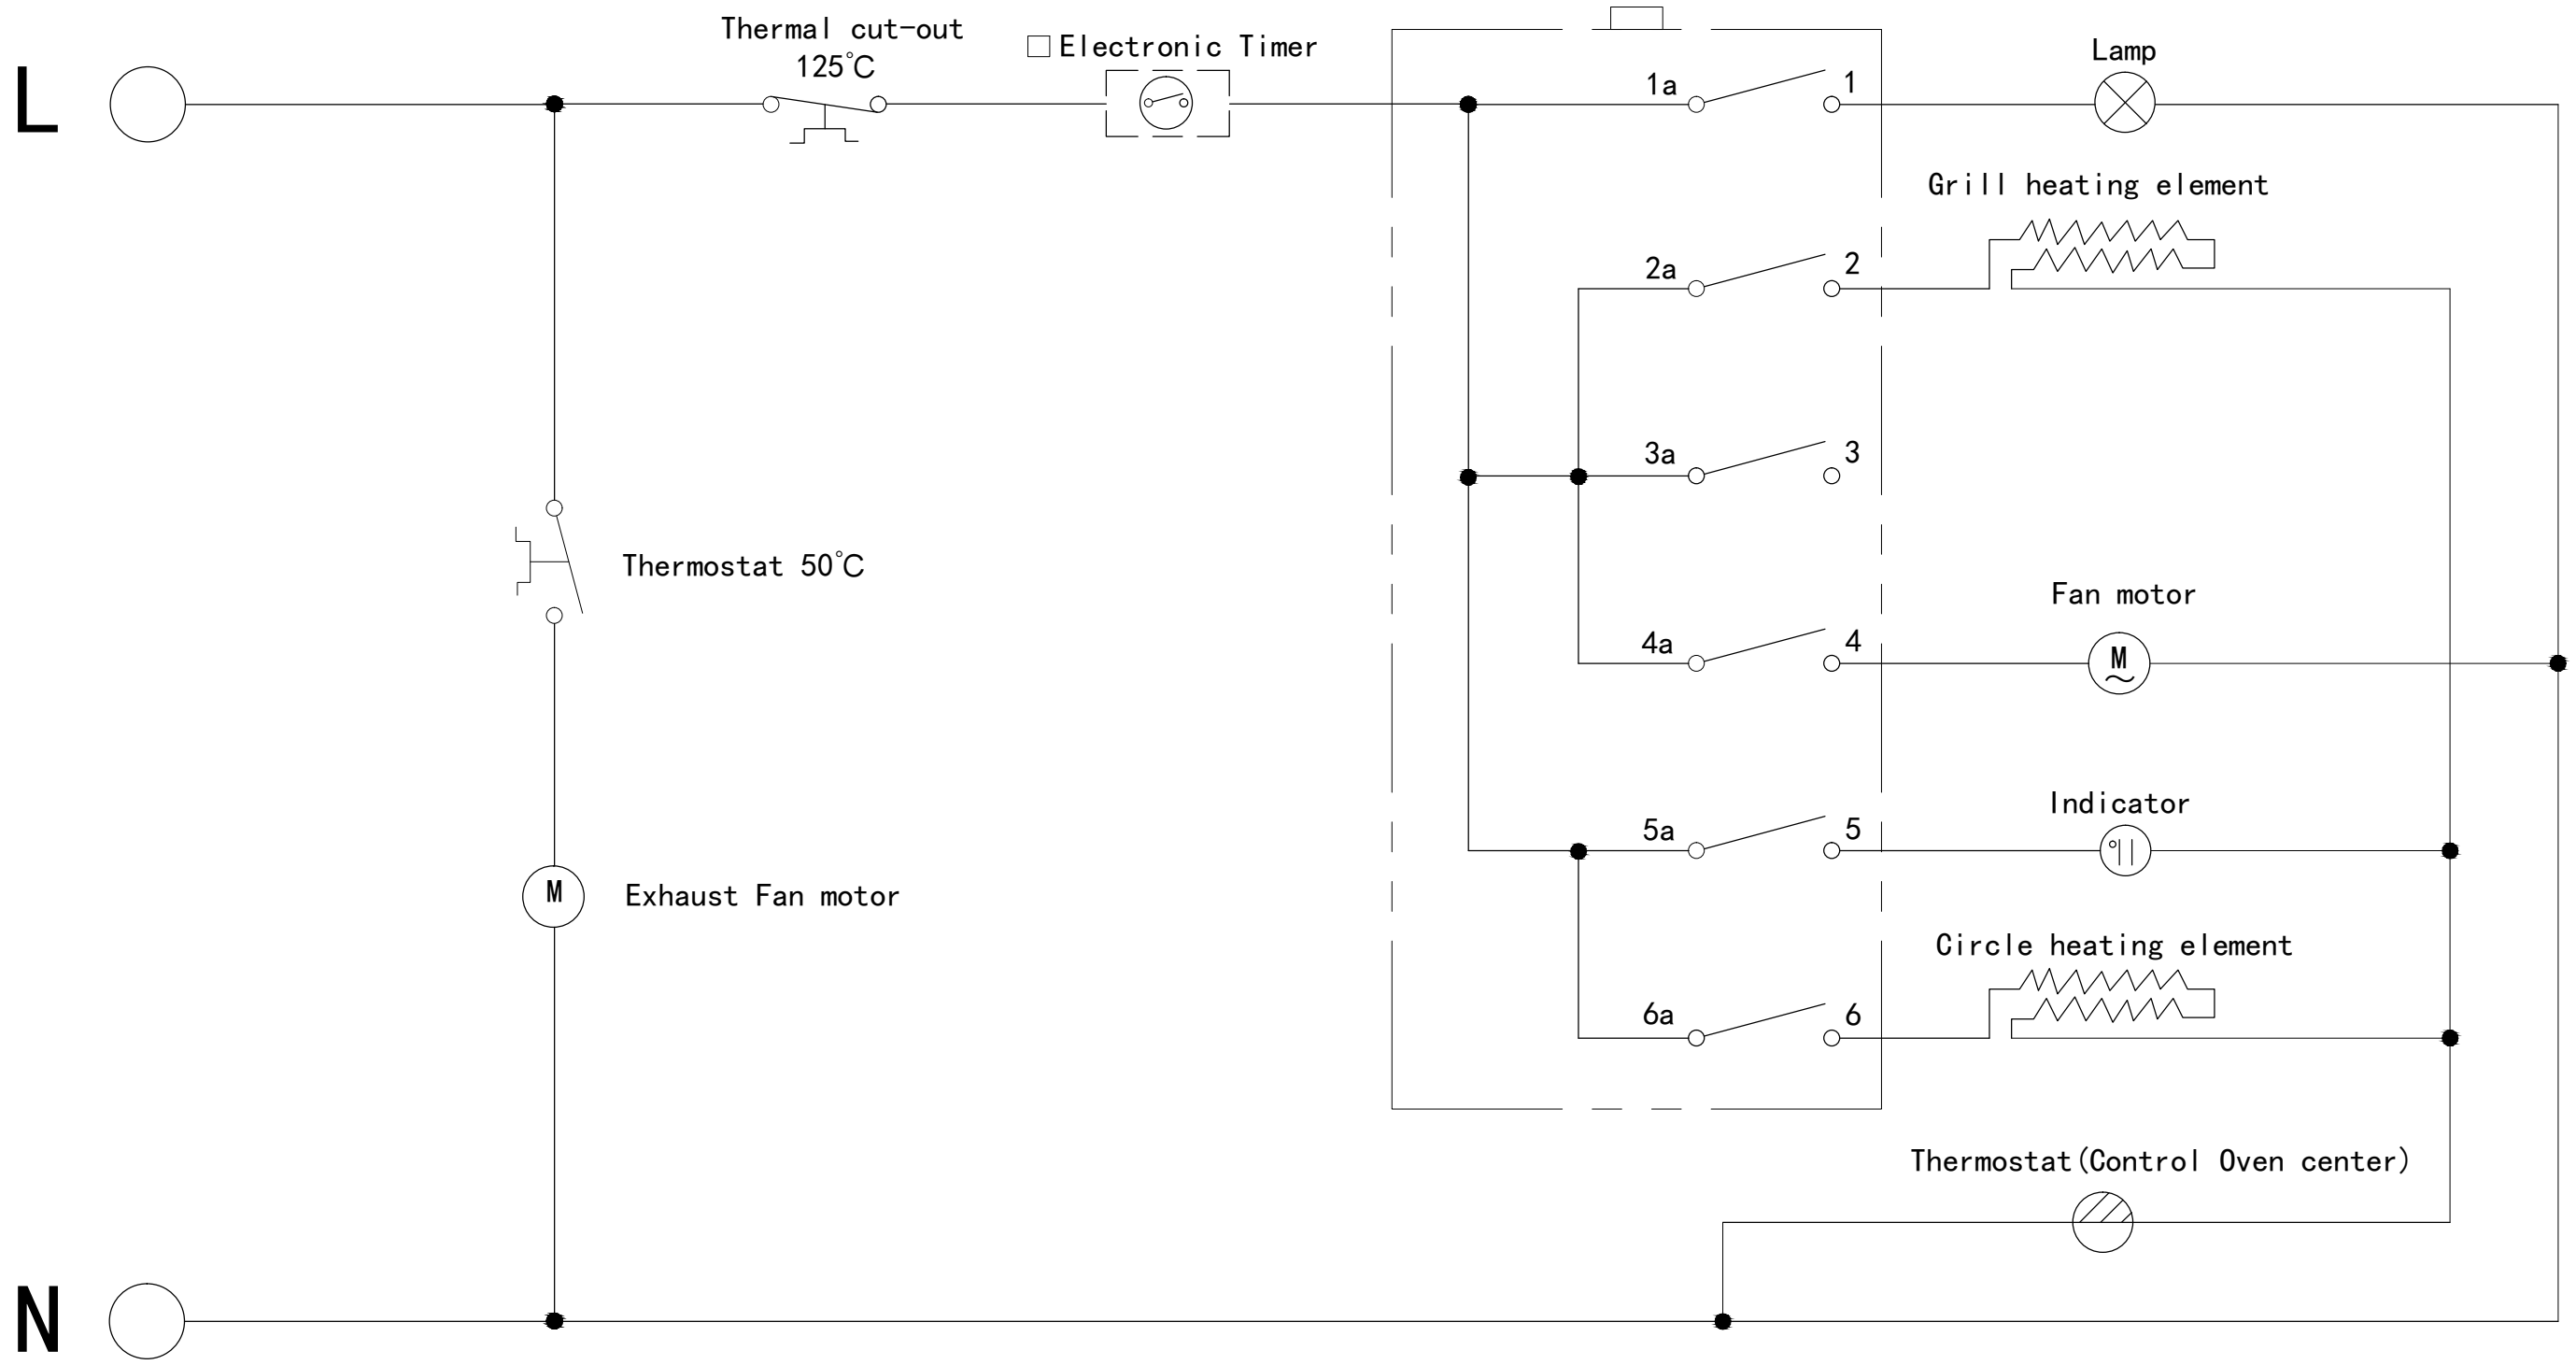 L
Thermal cut-out
125℃
□ Electronic Timer
1a
1
Lamp
Grill heating element
2a
2
3a
3
Thermostat 50℃
Fan motor
4a
4
M
~
Indicator
5a
5
M
Exhaust Fan motor
Circle heating element
6a
6
Thermostat(Control Oven center)
N